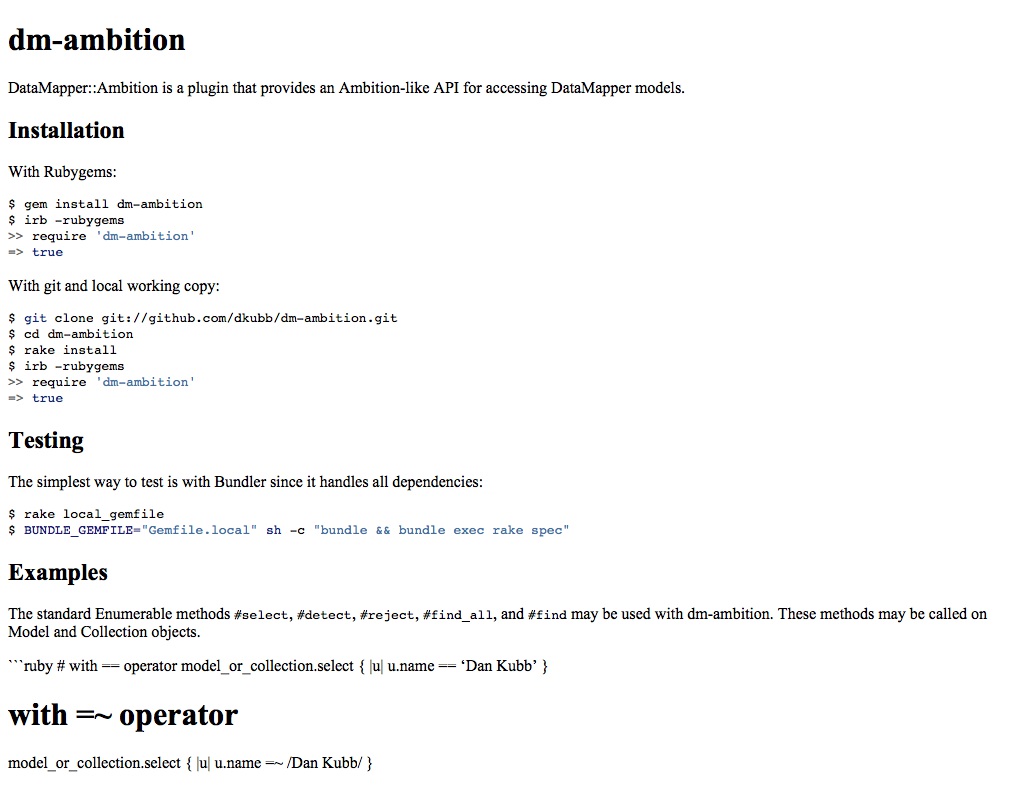 dm-ambition
DataMapper::Ambition is a plugin that provides an Ambition-like API for accessing DataMapper models.
Installation
With Rubygems:
$ gem install dm-ambition
$ irb -rubygems
>> require 'dm-ambition'
=> true
With git and local working copy:
$ git clone git://github.com/dkubb/dm-ambition.git
$ cd dm-ambition
$ rake install
$ irb -rubygems
>> require 'dm-ambition'
=> true
Testing
The simplest way to test is with Bundler since it handles all dependencies:
$ rake local_gemfile
$ BUNDLE_GEMFILE="Gemfile.local" sh -c "bundle && bundle exec rake spec"
Examples
The standard Enumerable methods #select, #detect, #reject, #find_all, and #find may be used with dm-ambition. These methods may be called on
Model and Collection objects.
```ruby # with == operator model_or_collection.select { |u| u.name == ‘Dan Kubb’ }
with =~ operator
model_or_collection.select { |u| u.name =~ /Dan Kubb/ }